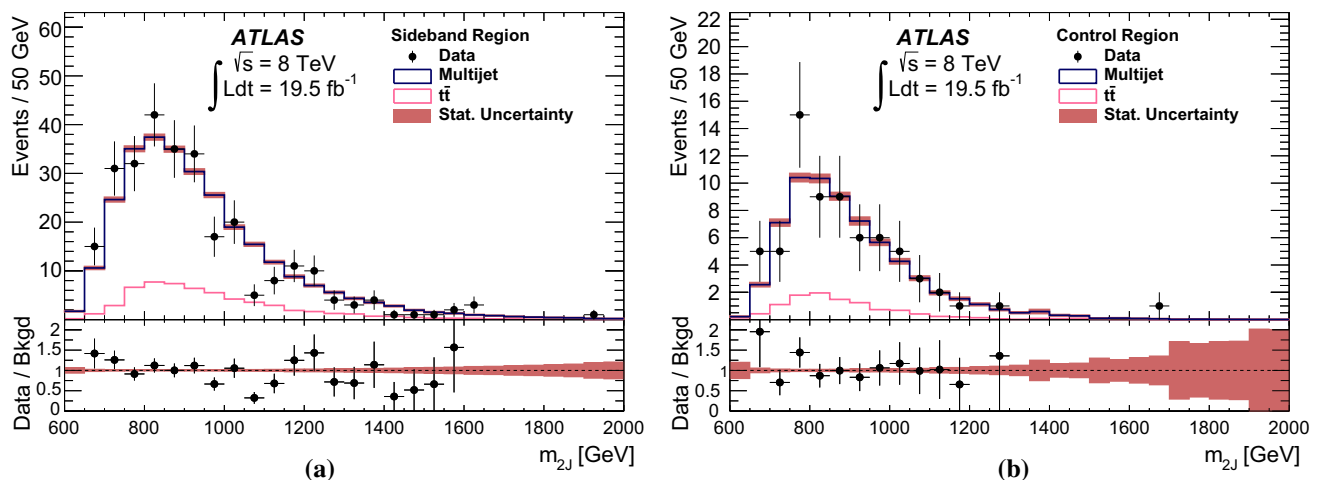 Events / 50 GeV
60
50
40
30
20
10
ATLAS
∫ √s = 8 TeV
Ldt = 19.5 fb⁻¹
Sideband Region
Data
Multijet
tt̄
Stat. Uncertainty
Data / Bkgd
2
1.5
1
0.5
0
600 800 1000 1200 1400 1600 1800 2000
m₂J [GeV]
(a)
Events / 50 GeV
22
20
18
16
14
12
10
8
6
4
2
ATLAS
∫ √s = 8 TeV
Ldt = 19.5 fb⁻¹
Control Region
Data
Multijet
tt̄
Stat. Uncertainty
Data / Bkgd
2
1.5
1
0.5
0
600 800 1000 1200 1400 1600 1800 2000
m₂J [GeV]
(b)